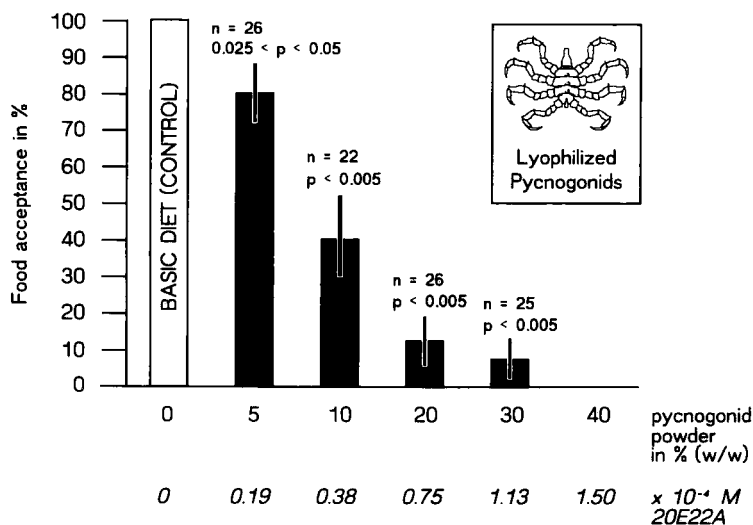 Food acceptance in %
100
90
80
70
60
50
40
30
20
10
0
BASIC DIET (CONTROL)
n = 26
0.025 < p < 0.05
n = 22
p < 0.005
n = 26
p < 0.005
n = 25
p < 0.005
Lyophilized
Pycnogonids
0 5 10 20 30 40 pycnogonid
powder
in % (w/w)
0 0.19 0.38 0.75 1.13 1.50 x 10⁻⁴ M
20E22A